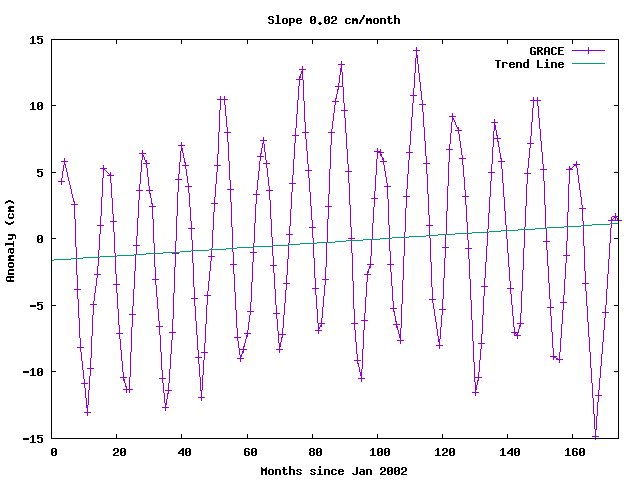 Slope 0.02 cm/month
GRACE
Trend Line
15
10
5
0
-5
-10
-15
Anomaly (cm)
0 20 40 60 80 100 120 140 160
Months since Jan 2002